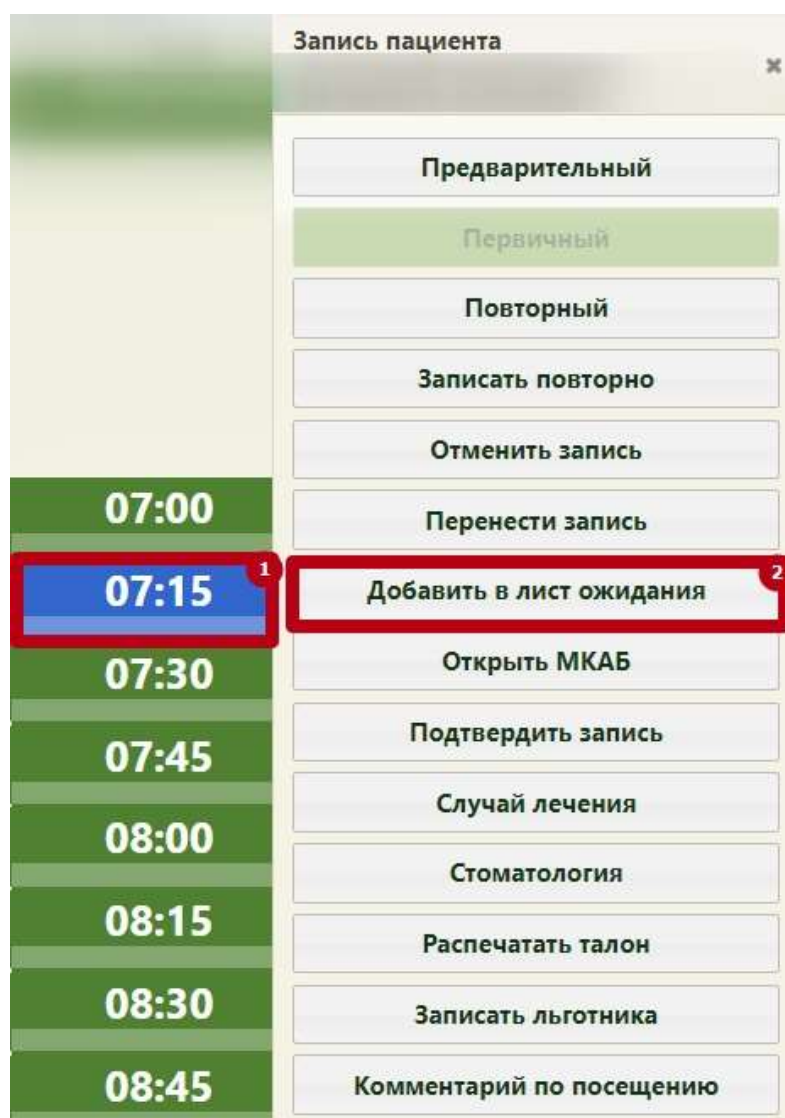 Запись пациента
Предварительный
Первичный
Повторный
Записать повторно
Отменить запись
07:00
Перенести запись
1
2
07:15
Добавить в лист ожидания
07:30
Открыть МКАБ
07:45
Подтвердить запись
08:00
Случай лечения
Стоматология
08:15
Распечатать талон
08:30
Записать льготника
08:45
Комментарий по посещению